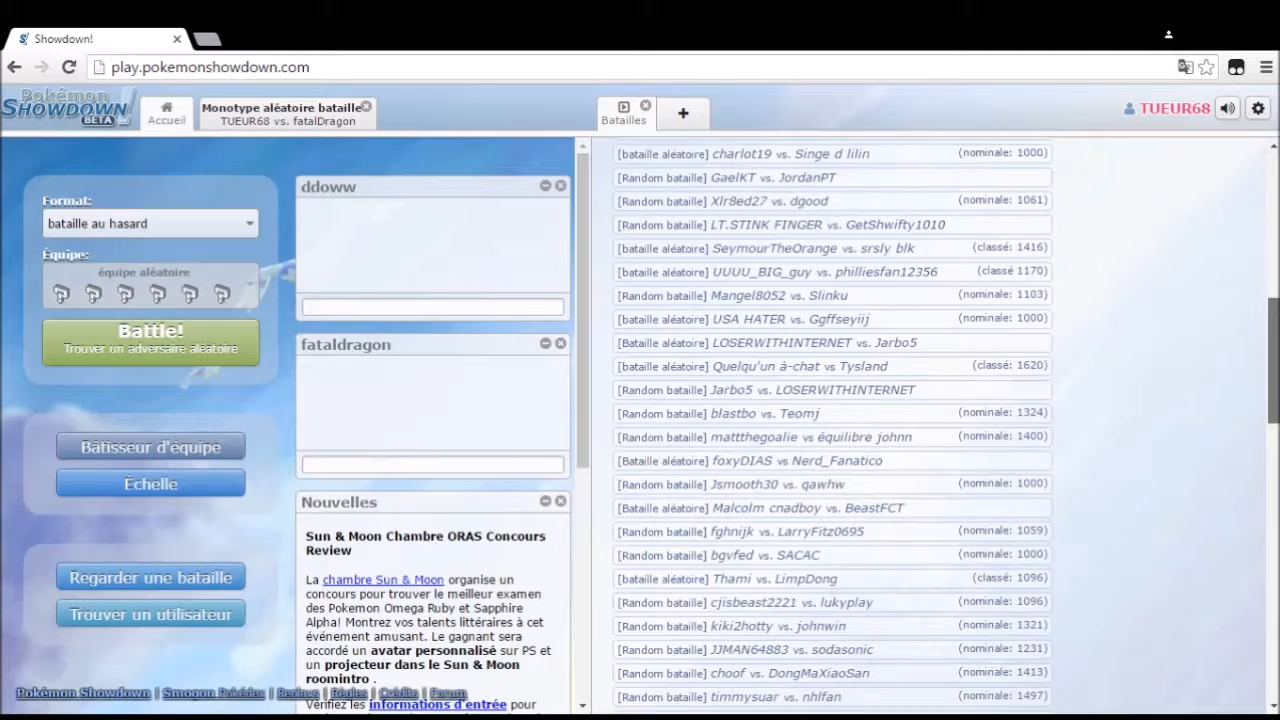 Showdown!
play.pokemonshowdown.com
Pokémon
SHOWDOWN!
BETA
Accueil
Monotype aléatoire bataille
TUEUR68 vs. fatalDragon
Batailles
TUEUR68
Format:
bataille au hasard
Équipe:
équipe aléatoire
Battle!
Trouver un adversaire aléatoire
Bâtisseur d'équipe
Échelle
Regarder une bataille
Trouver un utilisateur
Pokémon Showdown | Smogon Pokédex | Replays | Règles | Crédits | Forum
ddoww
fataldragon
Nouvelles
Sun & Moon Chambre ORAS Concours
Review
La chambre Sun & Moon organise un
concours pour trouver le meilleur examen
des Pokemon Omega Ruby et Sapphire
Alpha! Montrez vos talents littéraires à cet
événement amusant. Le gagnant sera
accordé un avatar personnalisé sur PS et
un projecteur dans le Sun & Moon
roomintro .
Vérifiez les informations d'entrée pour
[bataille aléatoire] charlot19 vs. Singe d lilin (nominale: 1000)
[Random bataille] GaelKT vs. JordanPT
[Random bataille] Xlr8ed27 vs. dgood (nominale: 1061)
[Random bataille] LT.STINK FINGER vs. GetShwifty1010
[bataille aléatoire] SeymourTheOrange vs. srsly blk (classé: 1416)
[bataille aléatoire] UUUU_BIG_guy vs. philliesfan12356 (classé 1170)
[Random bataille] Mangel8052 vs. Slinku (nominale: 1103)
[Random bataille] USA HATER vs. Ggffseyiij (nominale: 1000)
[Random bataille] LOSERWITHINTERNET vs. Jarbo5
[bataille aléatoire] Quelqu'un à-chat vs Tysland (classé: 1620)
[Random bataille] Jarbo5 vs. LOSERWITHINTERNET
[Random bataille] blastbo vs. Teomj (nominale: 1324)
[Random bataille] mattthegoalie vs équilibre johnn (nominale: 1400)
[Bataille aléatoire] foxyDIAS vs Nerd_Fanatico
[Random bataille] Jsmooth30 vs. qawhw (nominale: 1000)
[Bataille aléatoire] Malcolm cnadboy vs. BeastFCT
[Random bataille] fghnijk vs. LarryFitz0695 (nominale: 1059)
[Random bataille] bgvfed vs. SACAC (nominale: 1000)
[bataille aléatoire] Thami vs. LimpDong (classé: 1096)
[Random bataille] cjisbeast2221 vs. lukyplay (nominale: 1096)
[Random bataille] kiki2hotty vs. johnwin (nominale: 1321)
[Random bataille] JJMAN64883 vs. sodasonic (nominale: 1231)
[Random bataille] choof vs. DongMaXiaoSan (nominale: 1413)
[Random bataille] timmysuar vs. nhlfan (nominale: 1497)